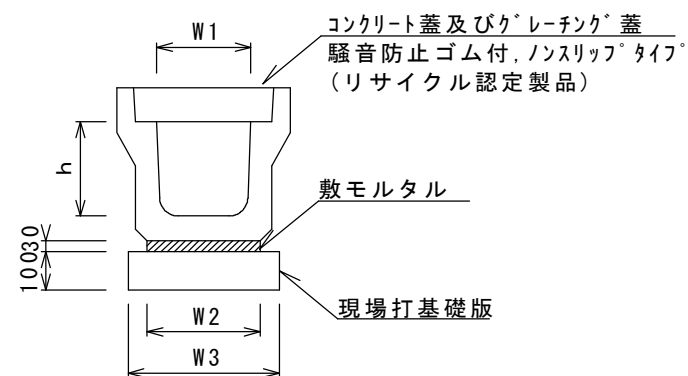 W1
コンクリート蓋及びグレーチング蓋
騒音防止ゴム付,ノンスリップタイプ
(リサイクル認定製品)
h
敷モルタル
30
100
現場打基礎版
W2
W3